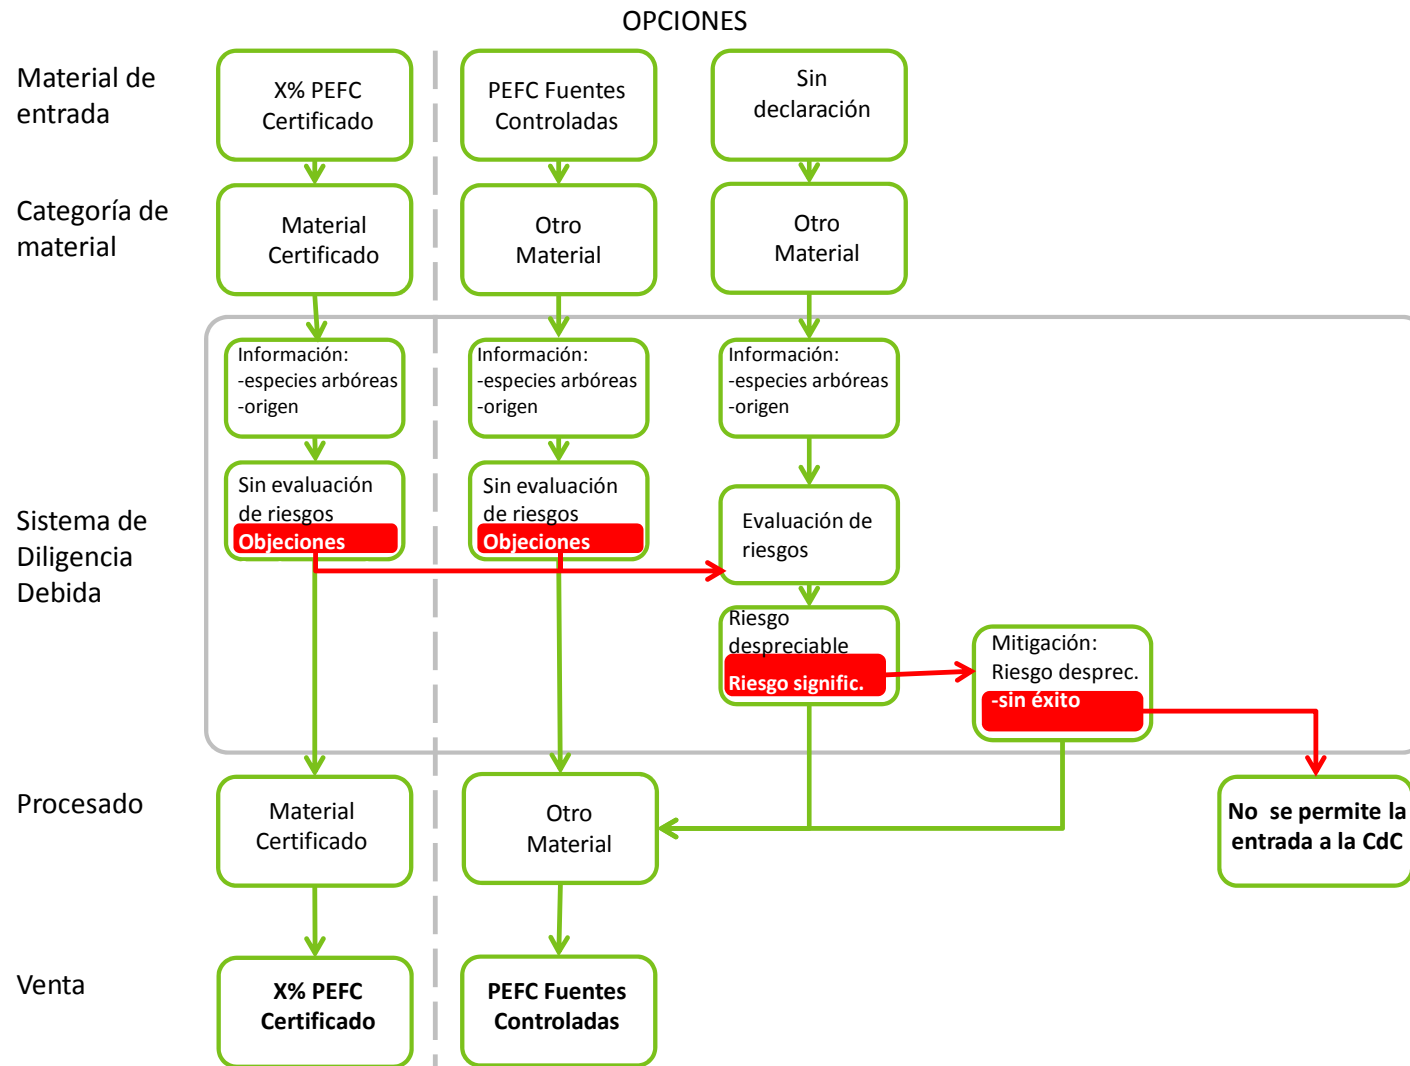 OPCIONES
Material de
entrada
X% PEFC
Certificado
PEFC Fuentes
Controladas
Sin
declaración
Categoría de
material
Material
Certificado
Otro
Material
Otro
Material
Sistema de
Diligencia
Debida
Información:
-especies arbóreas
-origen
Información:
-especies arbóreas
-origen
Información:
-especies arbóreas
-origen
Sin evaluación
de riesgos
Objeciones
Sin evaluación
de riesgos
Objeciones
Evaluación de
riesgos
Riesgo
despreciable
Riesgo signific.
Mitigación:
Riesgo desprec.
-sin éxito
Procesado
Material
Certificado
Otro
Material
No se permite la
entrada a la CdC
Venta
X% PEFC
Certificado
PEFC Fuentes
Controladas